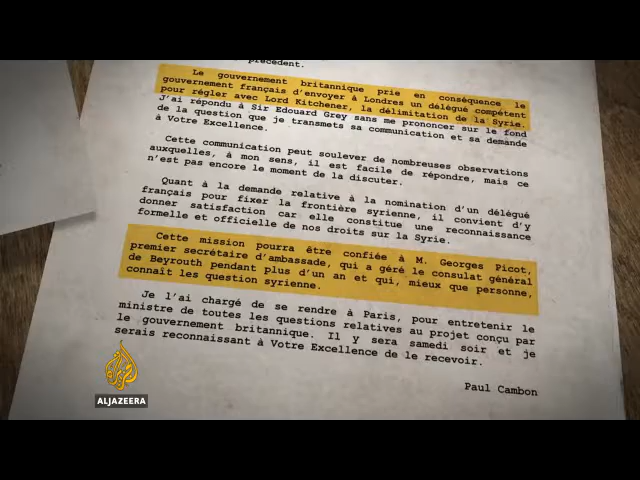 précédent.
Le gouvernement britannique prie en conséquence le
gouvernement français d'envoyer à Londres un délégué compétent
pour régler avec Lord Kitchener, la délimitation de la Syrie.
J'ai répondu à Sir Edouard Grey sans me prononcer sur le fond
de la question que je transmets sa communication et sa demande
à Votre Excellence.
Cette communication peut soulever de nombreuses observations
auxquelles, à mon sens, il est facile de répondre, mais ce
n'est pas encore le moment de la discuter.
Quant à la demande relative à la nomination d'un délégué
français pour fixer la frontière syrienne, il convient d'y
donner satisfaction car elle constitue une reconnaissance
formelle et officielle de nos droits sur la Syrie.
Cette mission pourra être confiée à M. Georges Picot,
premier secrétaire d'ambassade, qui a géré le consulat général
de Beyrouth pendant plus d'un an et qui, mieux que personne,
connaît les question syrienne.
Je l'ai chargé de se rendre à Paris, pour entretenir le
ministre de toutes les questions relatives au projet conçu par
le gouvernement britannique. Il y sera samedi soir et je
serais reconnaissant à Votre Excellence de le recevoir.
Paul Cambon
ALJAZEERA